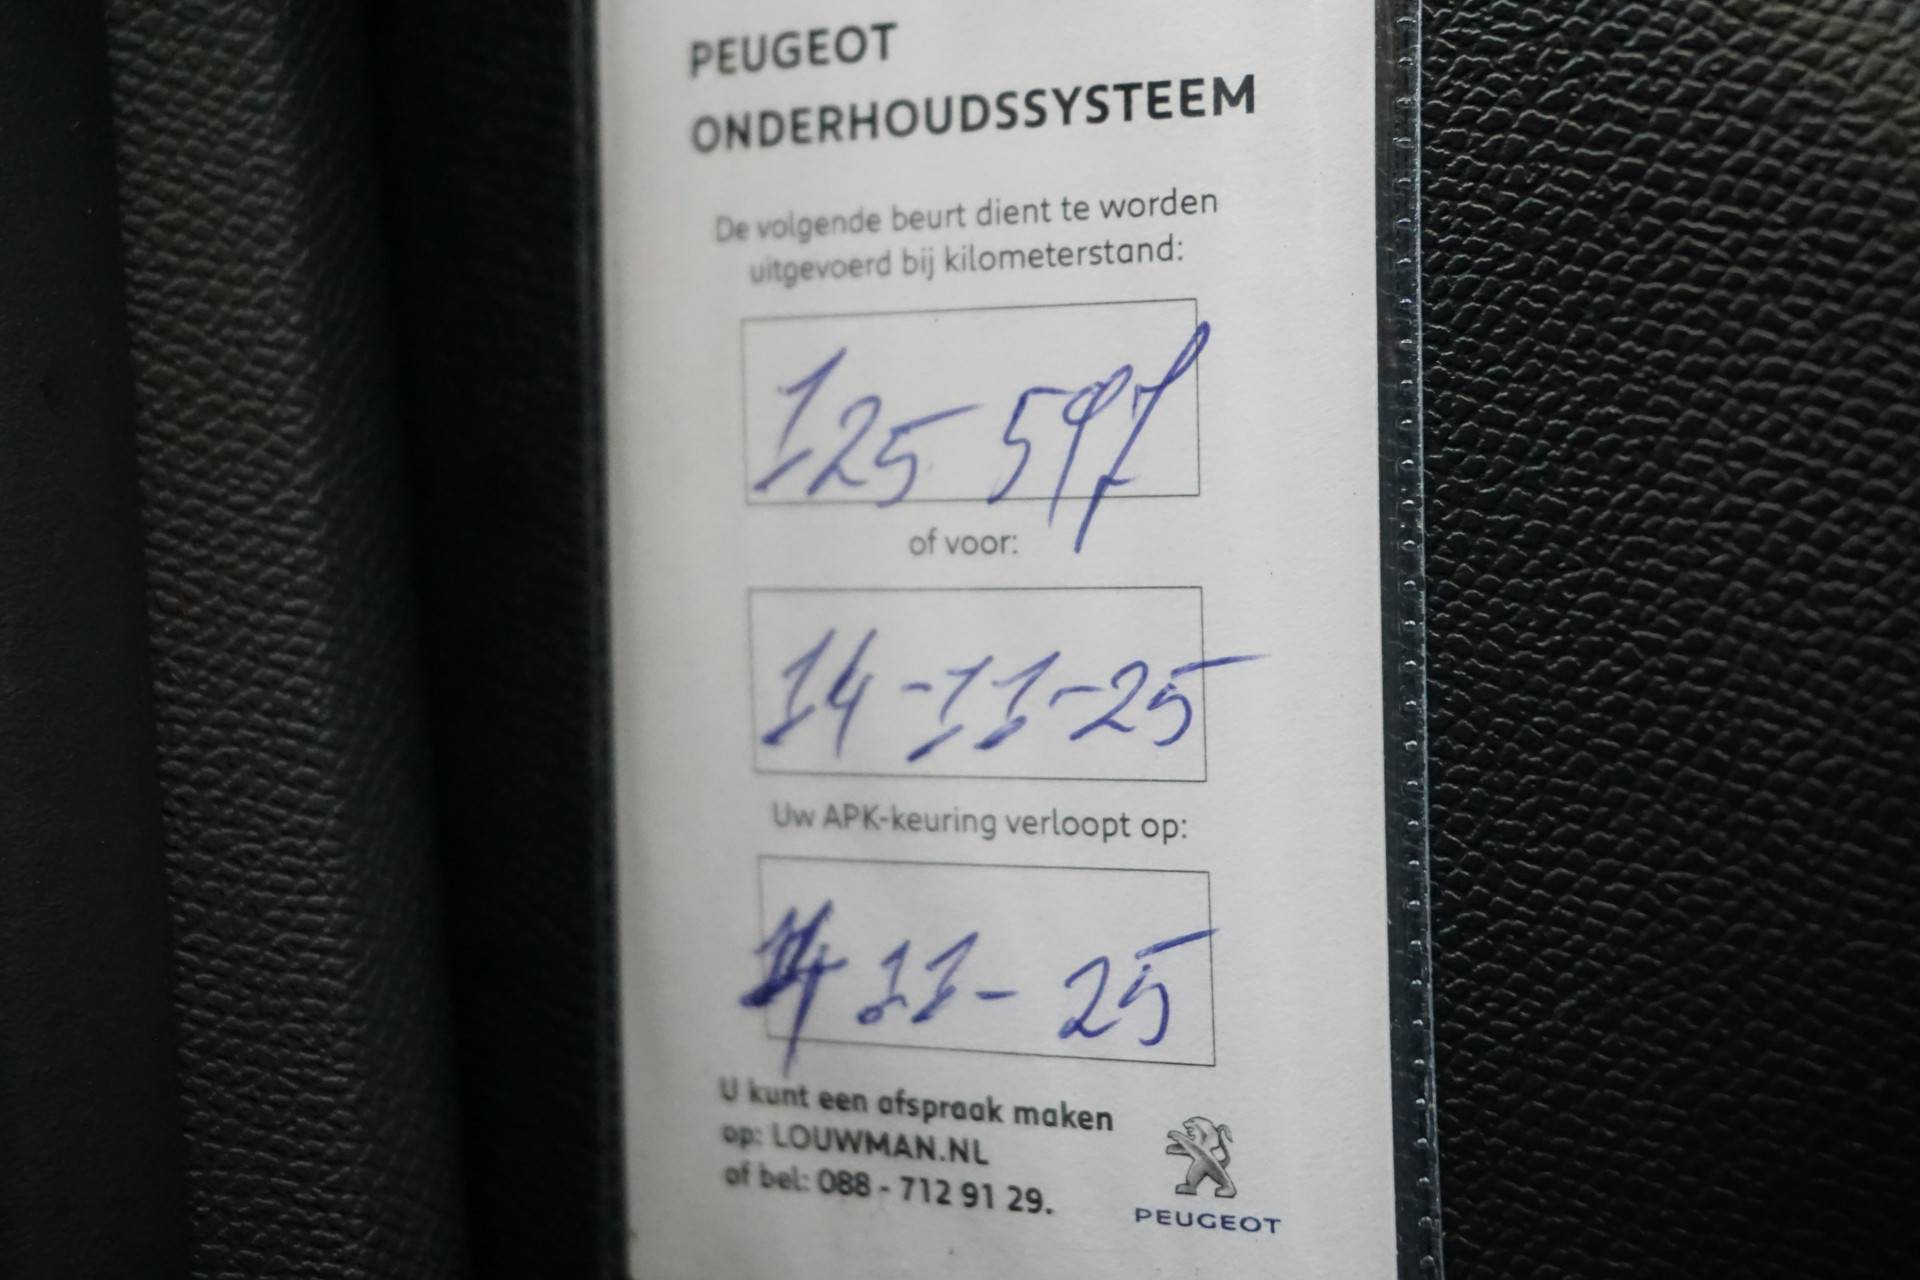 PEUGEOT
ONDERHOUDSSYSTEEM
De volgende beurt dient te worden
uitgevoerd bij kilometerstand:
125 597
of voor:
14-11-25
Uw APK-keuring verloopt op:
14 11-25
U kunt een afspraak maken
op: LOUWMAN.NL
of bel: 088 - 712 91 29.
PEUGEOT